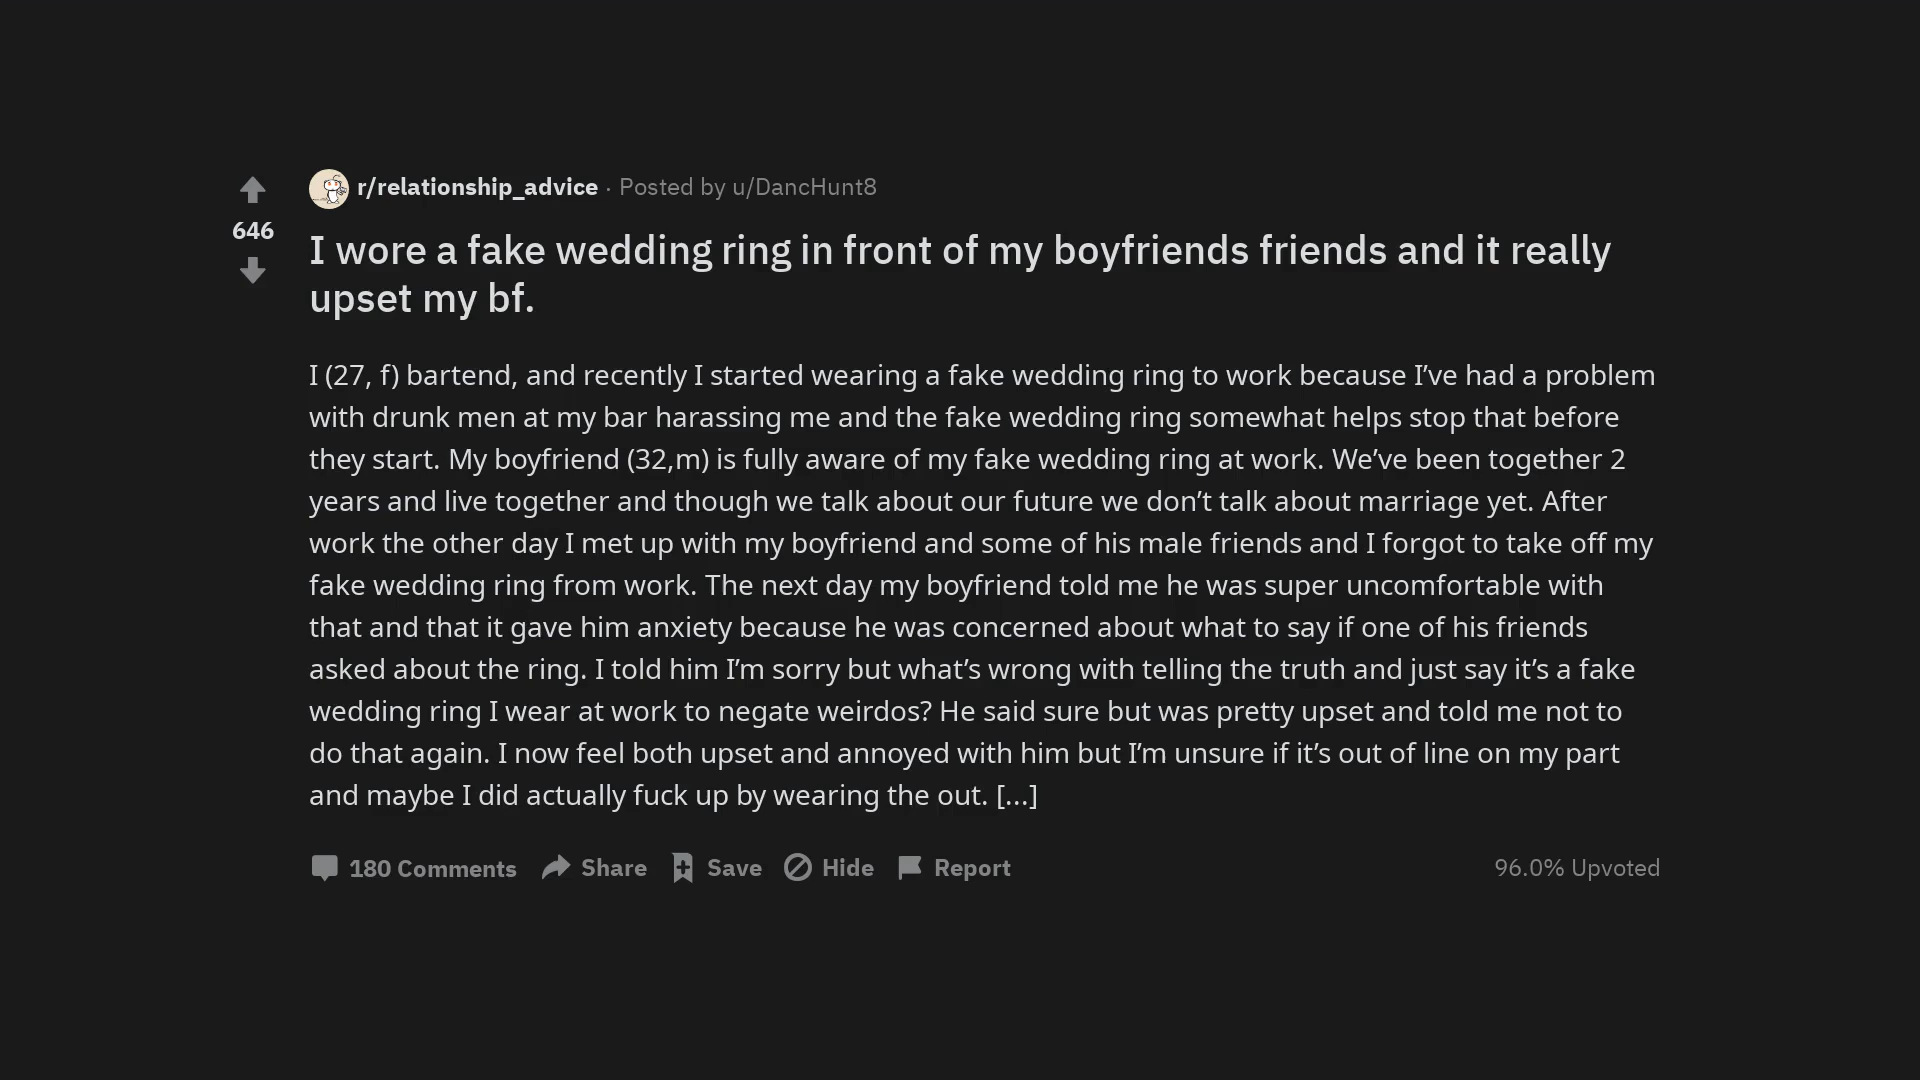 r/relationship_advice · Posted by u/DancHunt8
646
I wore a fake wedding ring in front of my boyfriends friends and it really
upset my bf.
I (27, f) bartend, and recently I started wearing a fake wedding ring to work because I’ve had a problem
with drunk men at my bar harassing me and the fake wedding ring somewhat helps stop that before
they start. My boyfriend (32,m) is fully aware of my fake wedding ring at work. We’ve been together 2
years and live together and though we talk about our future we don’t talk about marriage yet. After
work the other day I met up with my boyfriend and some of his male friends and I forgot to take off my
fake wedding ring from work. The next day my boyfriend told me he was super uncomfortable with
that and that it gave him anxiety because he was concerned about what to say if one of his friends
asked about the ring. I told him I’m sorry but what’s wrong with telling the truth and just say it’s a fake
wedding ring I wear at work to negate weirdos? He said sure but was pretty upset and told me not to
do that again. I now feel both upset and annoyed with him but I’m unsure if it’s out of line on my part
and maybe I did actually fuck up by wearing the out. [...]
180 Comments Share Save Hide Report 96.0% Upvoted